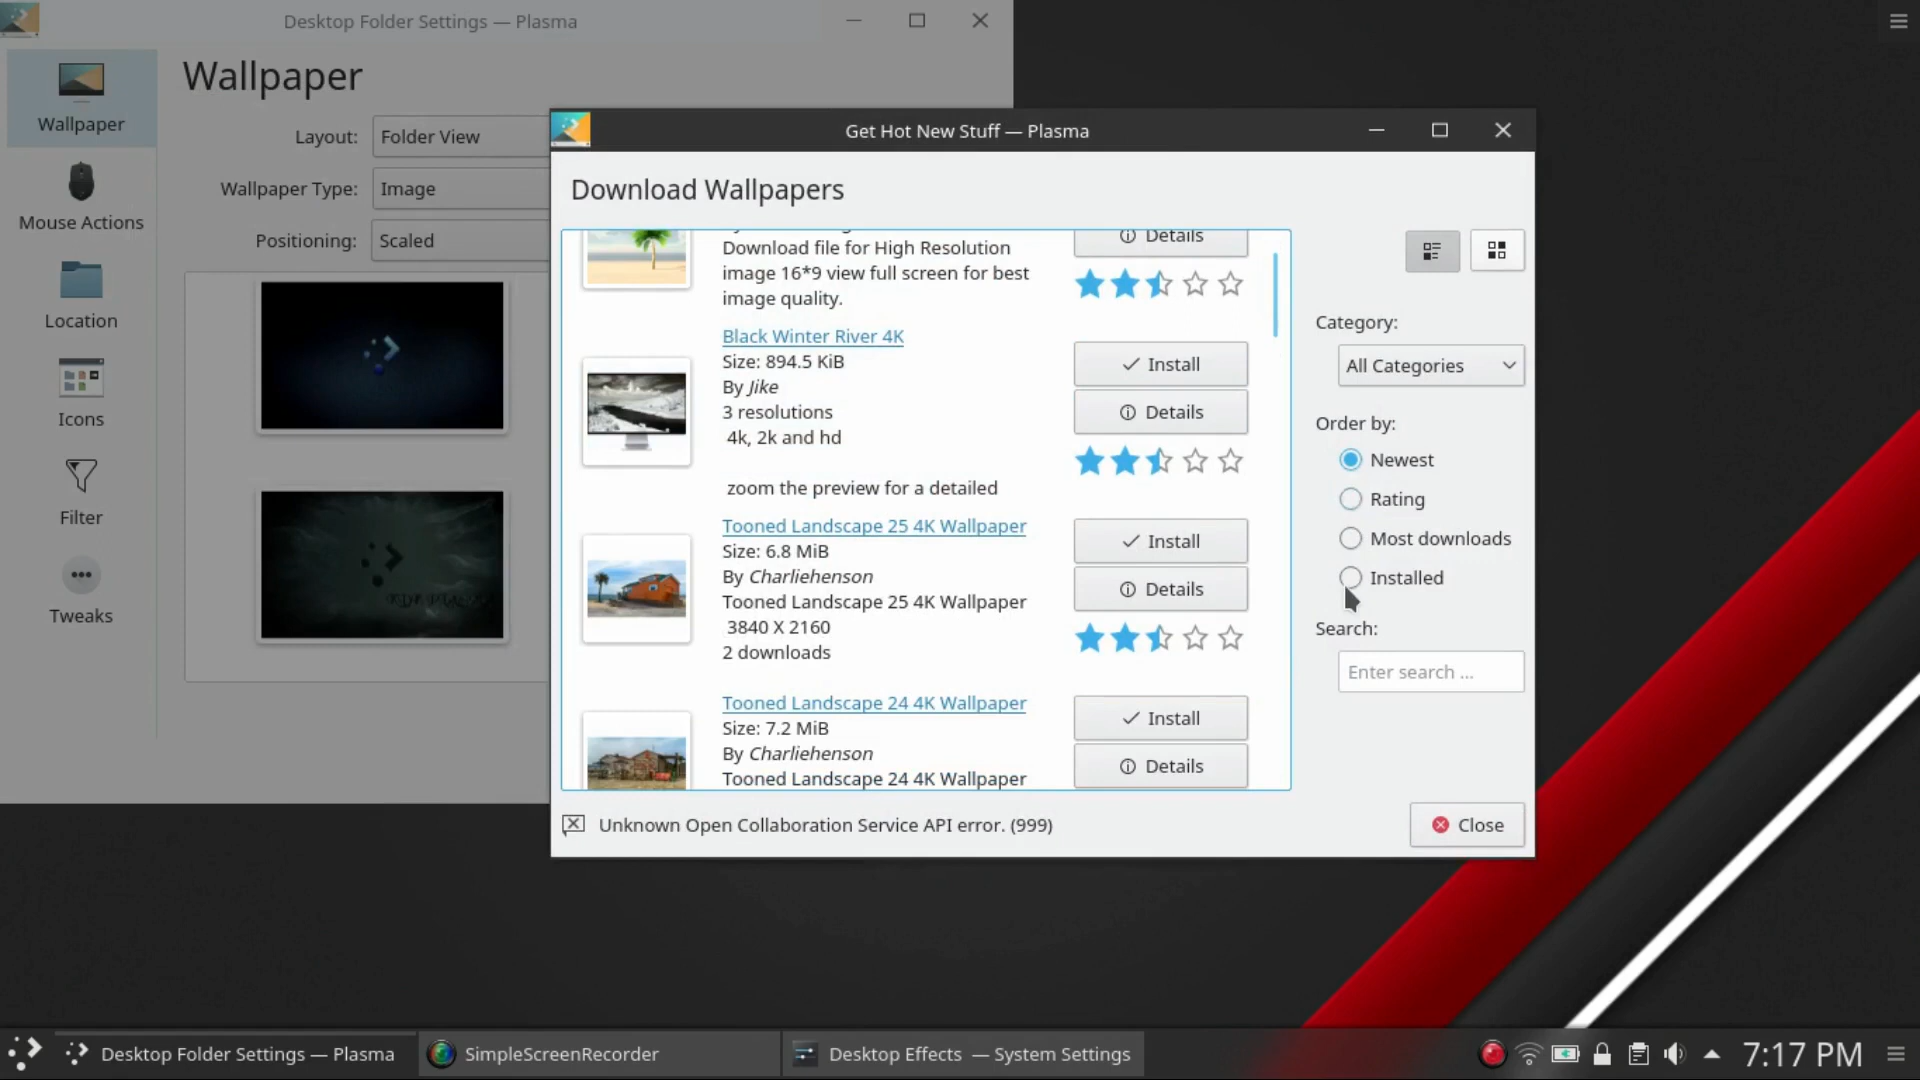 Desktop Folder Settings — Plasma
Wallpaper
Wallpaper
Mouse Actions
Location
Icons
Filter
Tweaks
Layout:
Folder View
Wallpaper Type:
Image
Positioning:
Scaled
Get Hot New Stuff — Plasma
Download Wallpapers
Details
Download file for High Resolution
image 16*9 view full screen for best
image quality.
Black Winter River 4K
Size: 894.5 KiB
By Jike
3 resolutions
4k, 2k and hd
zoom the preview for a detailed
Install
Details
Tooned Landscape 25 4K Wallpaper
Size: 6.8 MiB
By Charliehenson
Tooned Landscape 25 4K Wallpaper
3840 X 2160
2 downloads
Install
Details
Tooned Landscape 24 4K Wallpaper
Size: 7.2 MiB
By Charliehenson
Tooned Landscape 24 4K Wallpaper
Install
Details
Category:
All Categories
Order by:
Newest
Rating
Most downloads
Installed
Search:
Enter search ...
Unknown Open Collaboration Service API error. (999)
Close
Desktop Folder Settings — Plasma
SimpleScreenRecorder
Desktop Effects — System Settings
7:17 PM